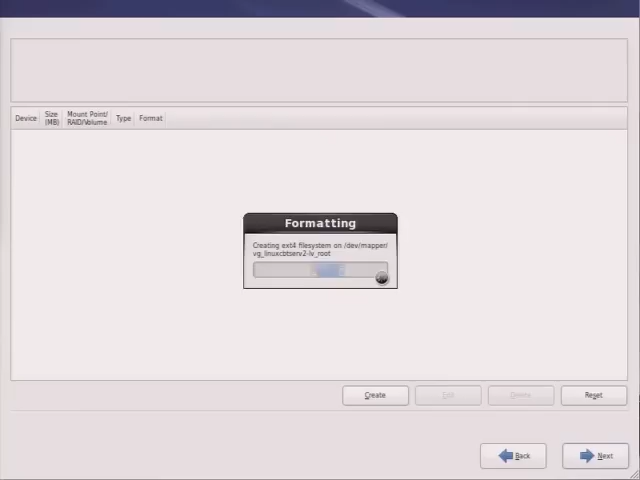 Device
Size
(MB)
Mount Point/
RAID/Volume
Type
Format
Formatting
Creating ext4 filesystem on /dev/mapper/
vg_linuxcbtserv2-lv_root
Create
Edit
Delete
Reset
Back
Next